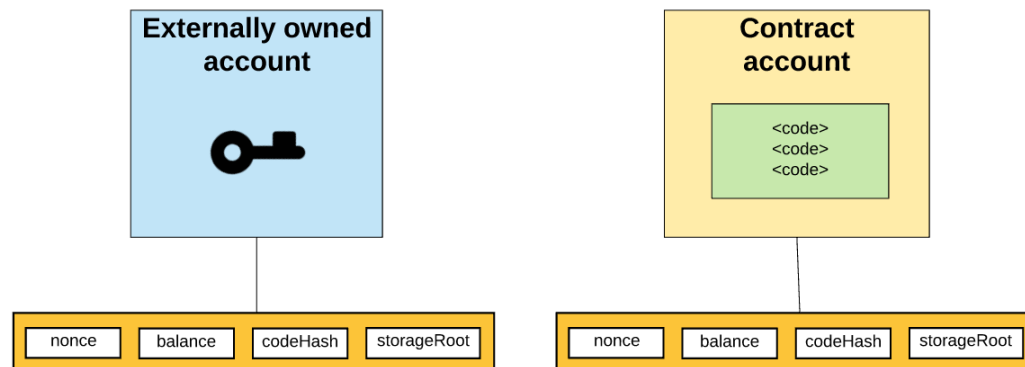 Externally owned
account
Contract
account
<code>
<code>
<code>
nonce balance codeHash storageRoot
nonce balance codeHash storageRoot